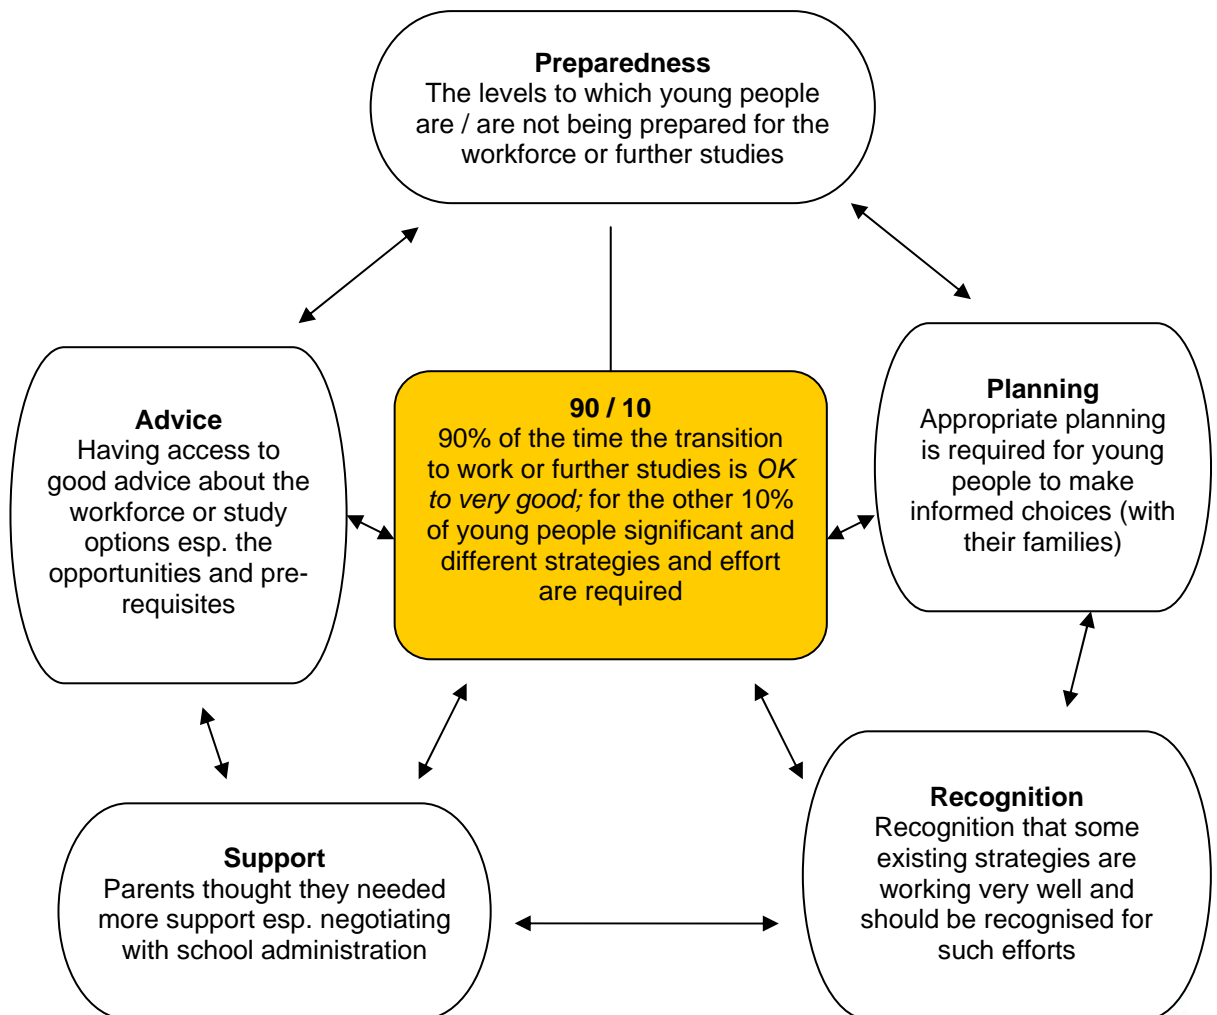 Preparedness
The levels to which young people
are / are not being prepared for the
workforce or further studies
Advice
Having access to
good advice about the
workforce or study
options esp. the
opportunities and pre-
requisites
90 / 10
90% of the time the transition
to work or further studies is OK
to very good; for the other 10%
of young people significant and
different strategies and effort
are required
Planning
Appropriate planning
is required for young
people to make
informed choices (with
their families)
Support
Parents thought they needed
more support esp. negotiating
with school administration
Recognition
Recognition that some
existing strategies are
working very well and
should be recognised for
such efforts